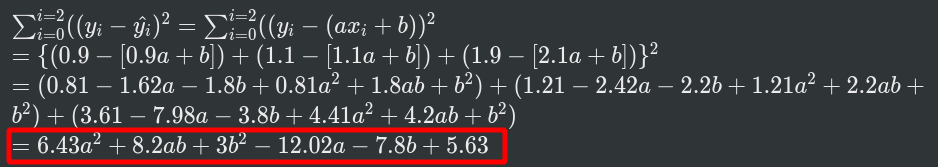 ∑_{i=0}^{i=2}((y_i − ŷ_i)^2 = ∑_{i=0}^{i=2}((y_i − (ax_i + b))^2
= {(0.9 − [0.9a + b]) + (1.1 − [1.1a + b]) + (1.9 − [2.1a + b])}^2
= (0.81 − 1.62a − 1.8b + 0.81a^2 + 1.8ab + b^2) + (1.21 − 2.42a − 2.2b + 1.21a^2 + 2.2ab +
b^2) + (3.61 − 7.98a − 3.8b + 4.41a^2 + 4.2ab + b^2)
= 6.43a^2 + 8.2ab + 3b^2 − 12.02a − 7.8b + 5.63